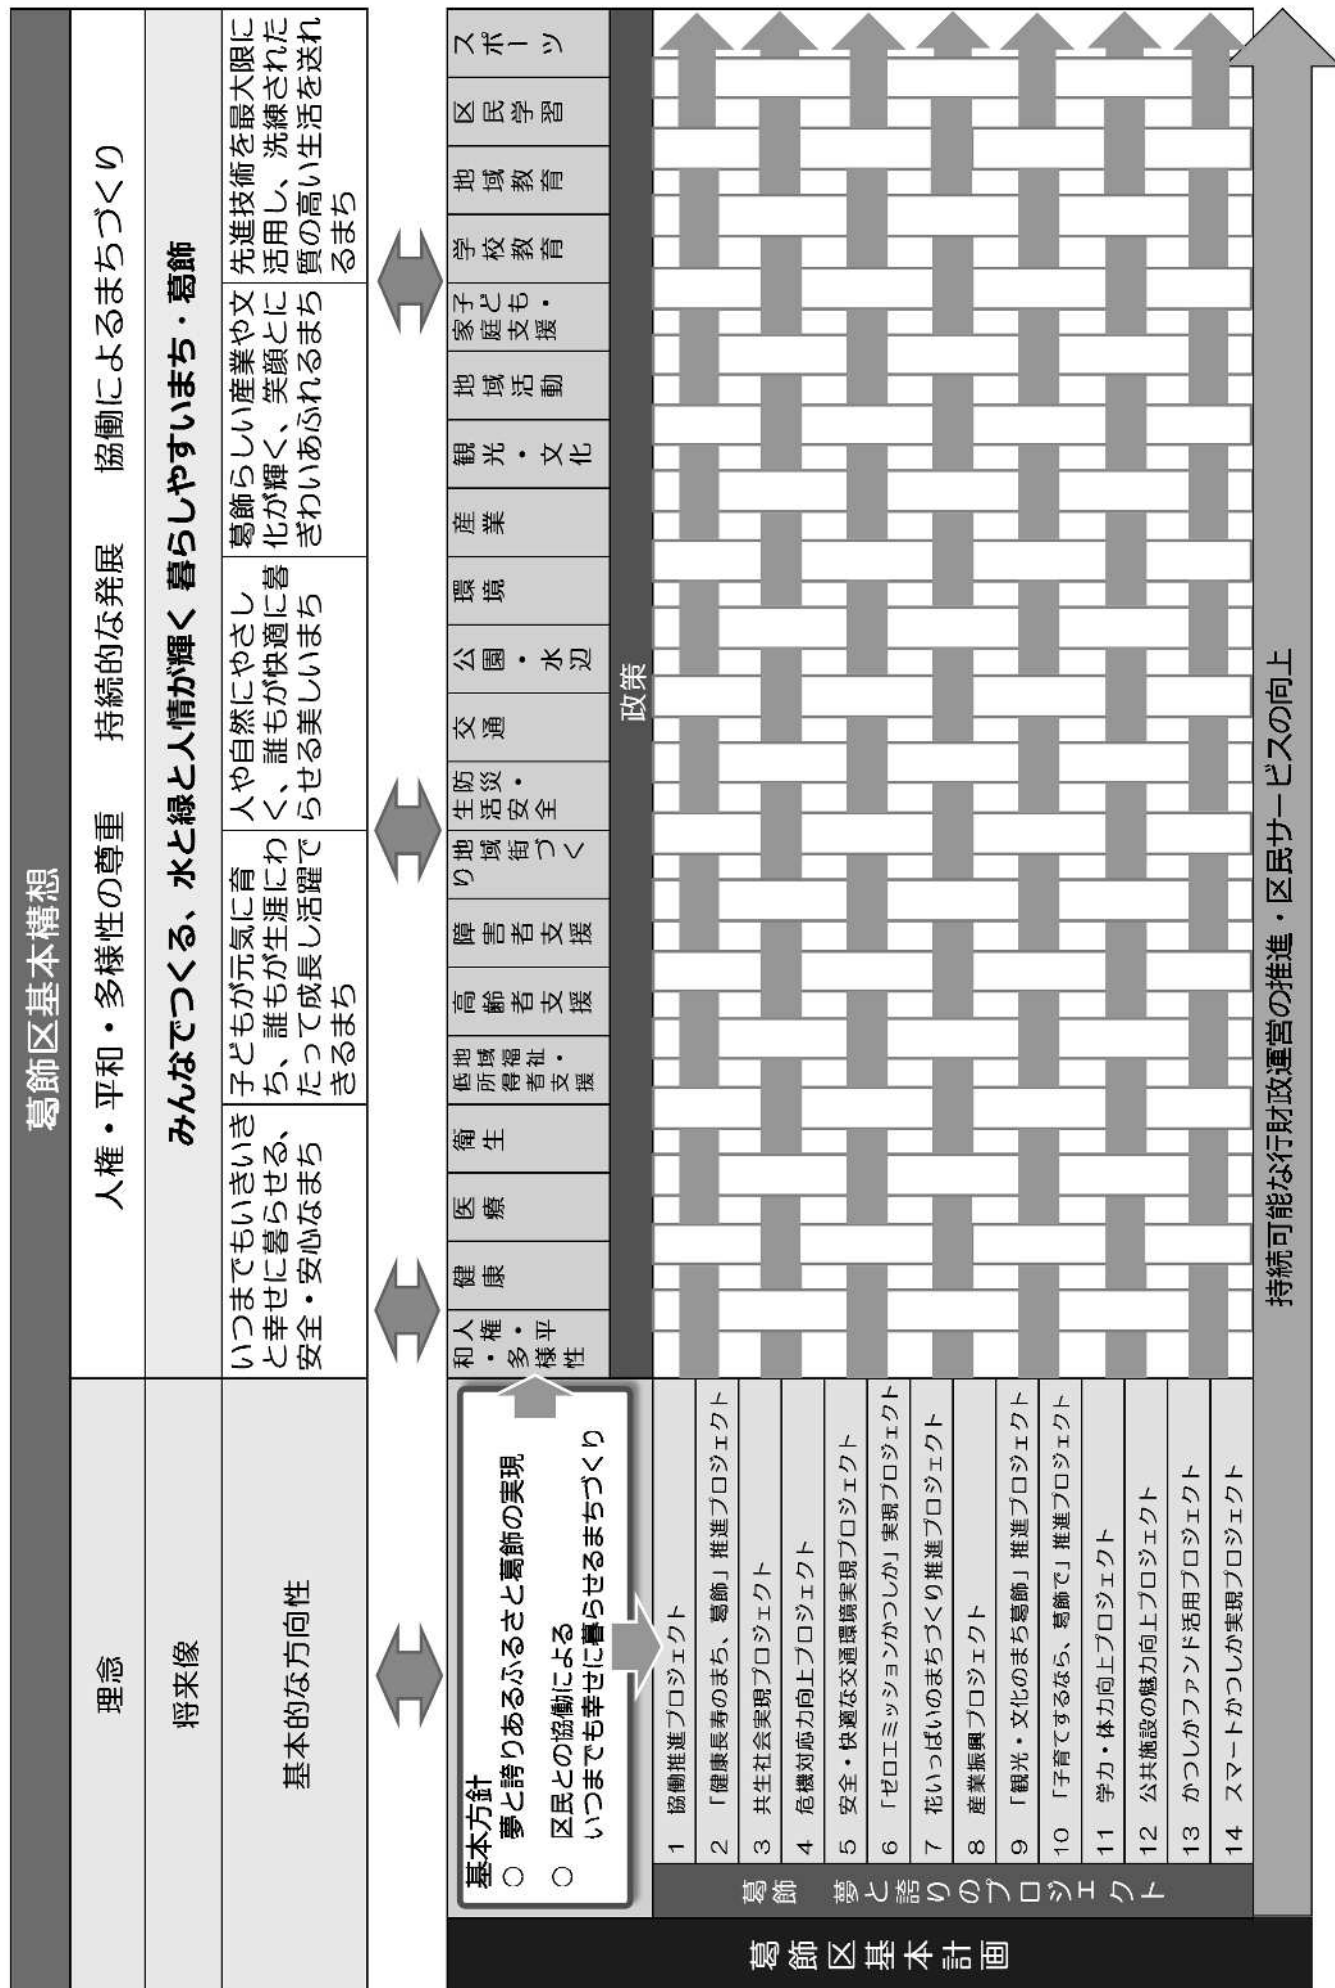 葛飾区基本構想
理念
人権・平和・多様性の尊重　持続的な発展　協働によるまちづくり
将来像
みんなでつくる、水と緑と人情が輝く 暮らしやすいまち・葛飾
基本的な方向性
いつまでもいきいき
と幸せに暮らせる、
安全・安心なまち
子どもが元気に育
ち、誰もが生涯にわ
たって成長し活躍で
きるまち
人や自然にやさし
く、誰もが快適に暮
らせる美しいまち
葛飾らしい産業や文
化が輝く、笑顔とに
ぎわいあふれるまち
先進技術を最大限に
活用し、洗練された
質の高い生活を送れ
るまち
葛飾区基本計画
基本方針
○　夢と誇りあるふるさと葛飾の実現
○　区民との協働による
いつまでも幸せに暮らせるまちづくり
人権・平
和・多様性
健康
医療
衛生
地域福祉・
低所得者支援
高齢者支援
障害者支援
地域街づく
り
防災・
生活安全
交通
公園・水辺
環境
産業
観光・文化
地域活動
子ども・
家庭支援
学校教育
地域教育
区民学習
スポーツ
政策
葛飾　夢と誇りのプロジェクト
1　協働推進プロジェクト
2　「健康長寿のまち、葛飾」推進プロジェクト
3　共生社会実現プロジェクト
4　危機対応力向上プロジェクト
5　安全・快適な交通環境実現プロジェクト
6　「ゼロエミッションかつしか」実現プロジェクト
7　花いっぱいのまちづくり推進プロジェクト
8　産業振興プロジェクト
9　「観光・文化のまち葛飾」推進プロジェクト
10　「子育てするなら、葛飾で」推進プロジェクト
11　学力・体力向上プロジェクト
12　公共施設の魅力向上プロジェクト
13　かつしかファンド活用プロジェクト
14　スマートかつしか実現プロジェクト
持続可能な行財政運営の推進・区民サービスの向上